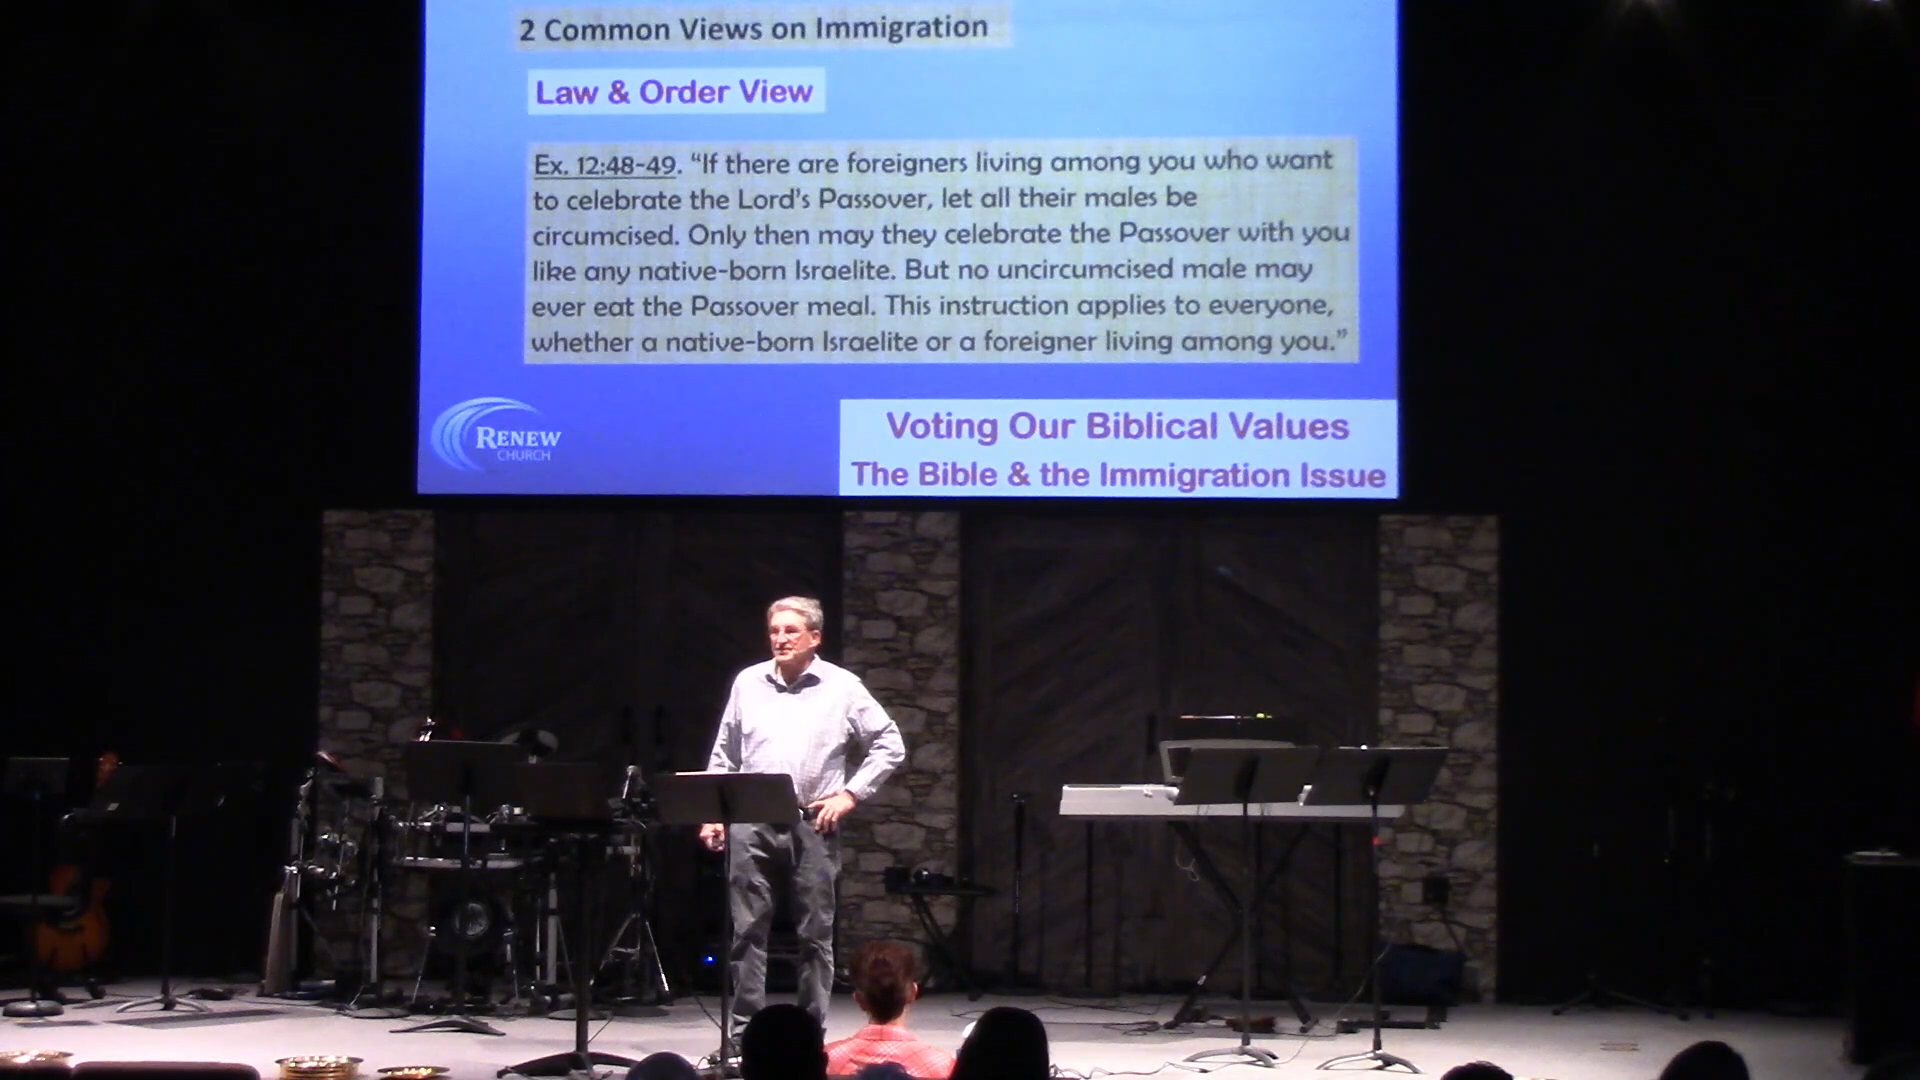 2 Common Views on Immigration
Law & Order View
Ex. 12:48-49. “If there are foreigners living among you who want
to celebrate the Lord’s Passover, let all their males be
circumcised. Only then may they celebrate the Passover with you
like any native-born Israelite. But no uncircumcised male may
ever eat the Passover meal. This instruction applies to everyone,
whether a native-born Israelite or a foreigner living among you.”
RENEW
CHURCH
Voting Our Biblical Values
The Bible & the Immigration Issue